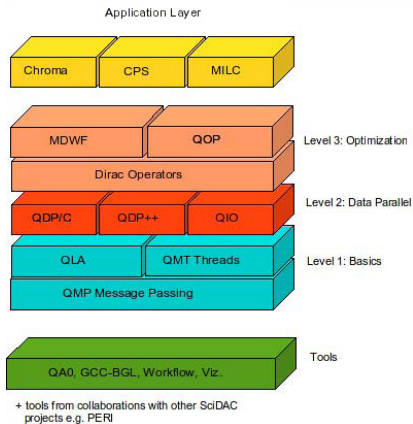 Application Layer
Chroma CPS MILC
MDWF QOP
Level 3: Optimization
Dirac Operators
Level 2: Data Parallel
QDP/C QDP++ QIO
QLA QMT Threads
Level 1: Basics
QMP Message Passing
Tools
QA0, GCC-BGL, Workflow, Viz.
+ tools from collaborations with other SciDAC
projects e.g. PERI